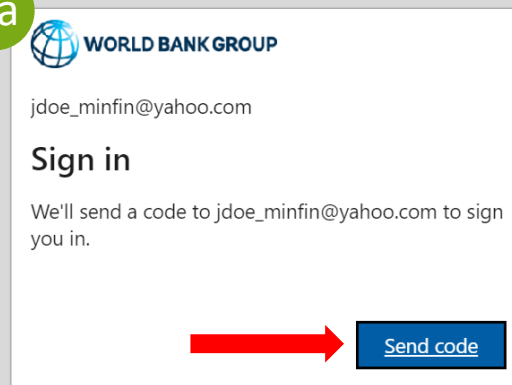 a
WORLD BANK GROUP
jdoe_minfin@yahoo.com
Sign in
We'll send a code to jdoe_minfin@yahoo.com to sign
you in.
Send code